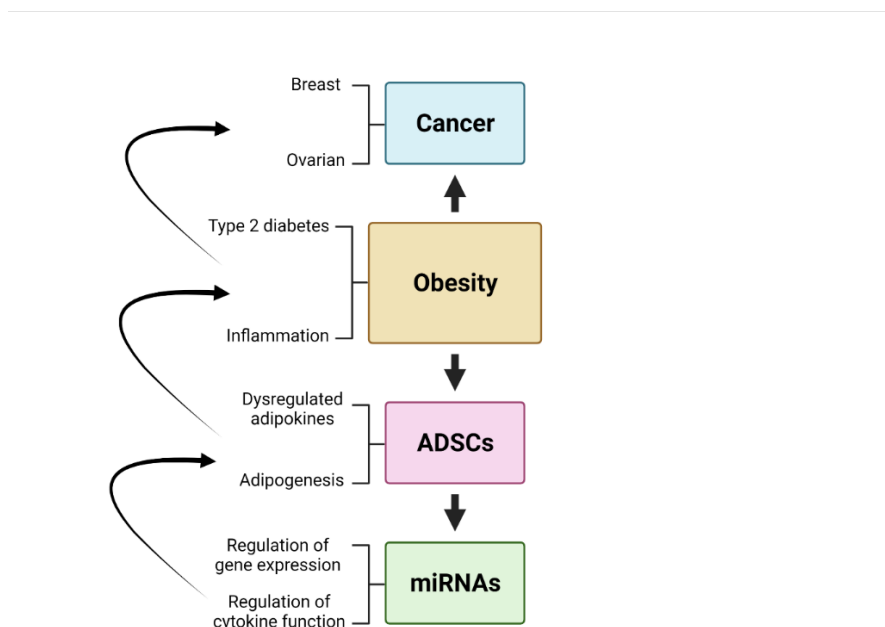 Breast
Cancer
Ovarian
Type 2 diabetes
Obesity
Inflammation
Dysregulated
adipokines
ADSCs
Adipogenesis
Regulation of
gene expression
miRNAs
Regulation of
cytokine function